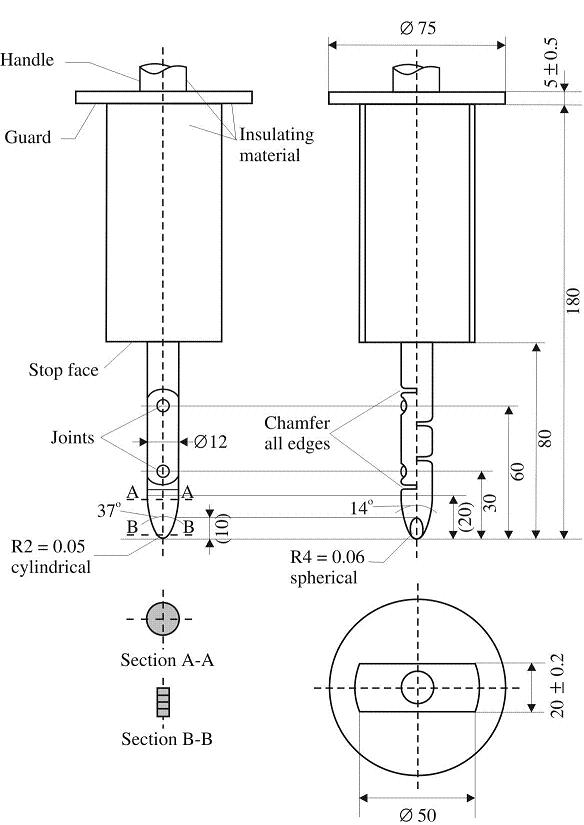 Ø 75
5 ± 0.5
Handle
Guard
Insulating
material
180
Stop face
Joints
Ø12
Chamfer
all edges
80
60
30
(20)
A
A
37°
B
B
(10)
14°
R2 = 0.05
cylindrical
R4 = 0.06
spherical
Section A-A
Section B-B
20 ± 0.2
Ø 50